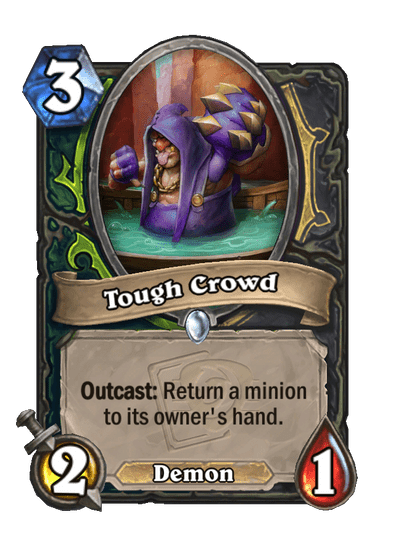 3
Tough Crowd
Outcast: Return a minion
to its owner's hand.
2
Demon
1